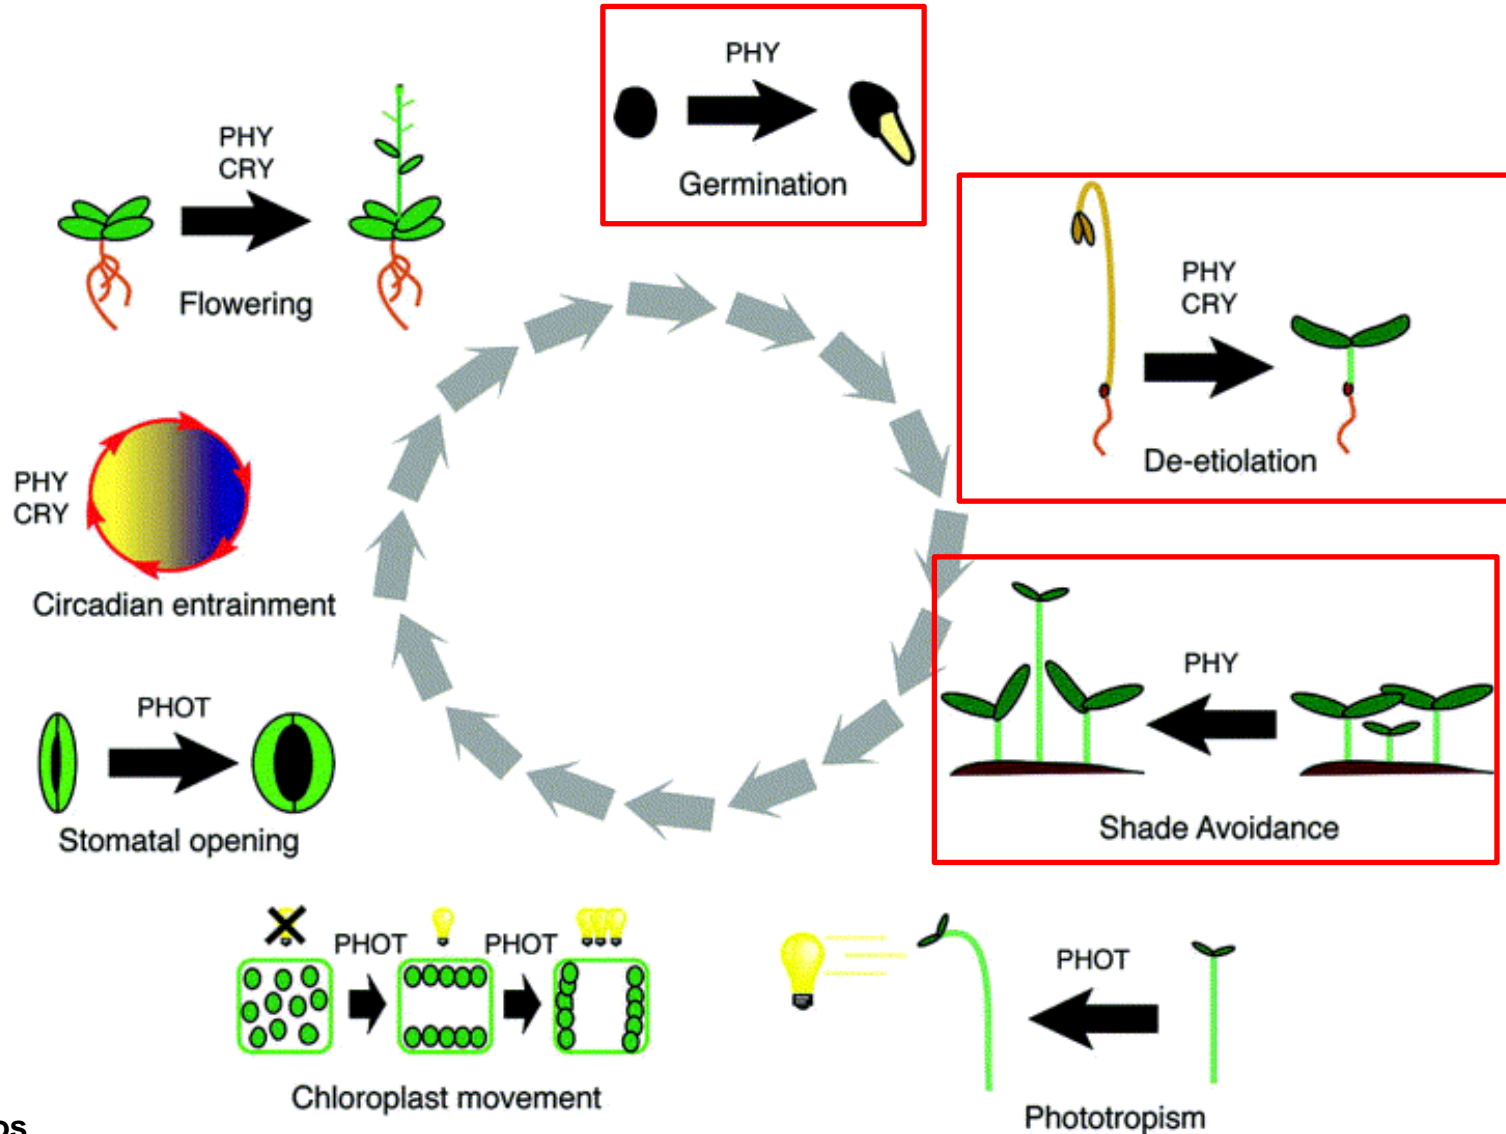 PHY
Germination
PHY
CRY
De-etiolation
PHY
Shade Avoidance
PHOT
Phototropism
PHOT
PHOT
Chloroplast movement
PHOT
Stomatal opening
PHY
CRY
Circadian entrainment
PHY
CRY
Flowering